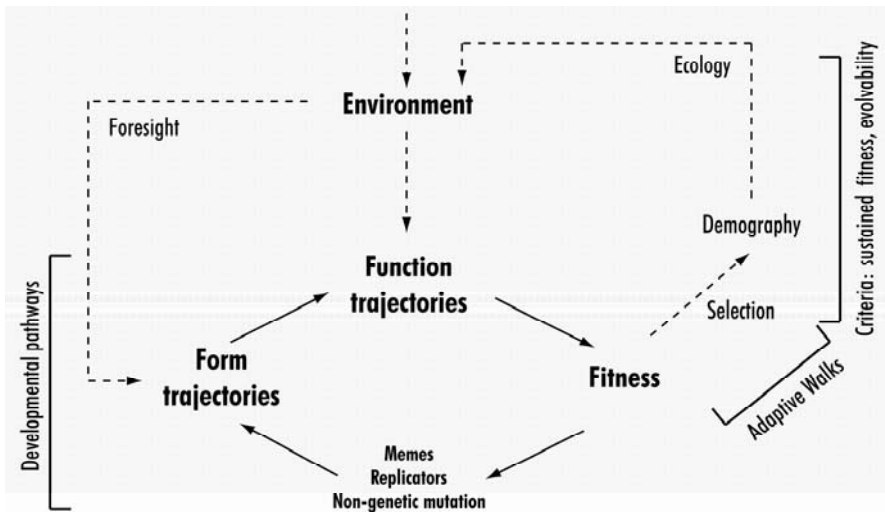 Ecology
Environment
Foresight
Criteria: sustained fitness, evolvability
Demography
Function
trajectories
Selection
Developmental pathways
Form
trajectories
Fitness
Adaptive Walks
Memes
Replicators
Non-genetic mutation